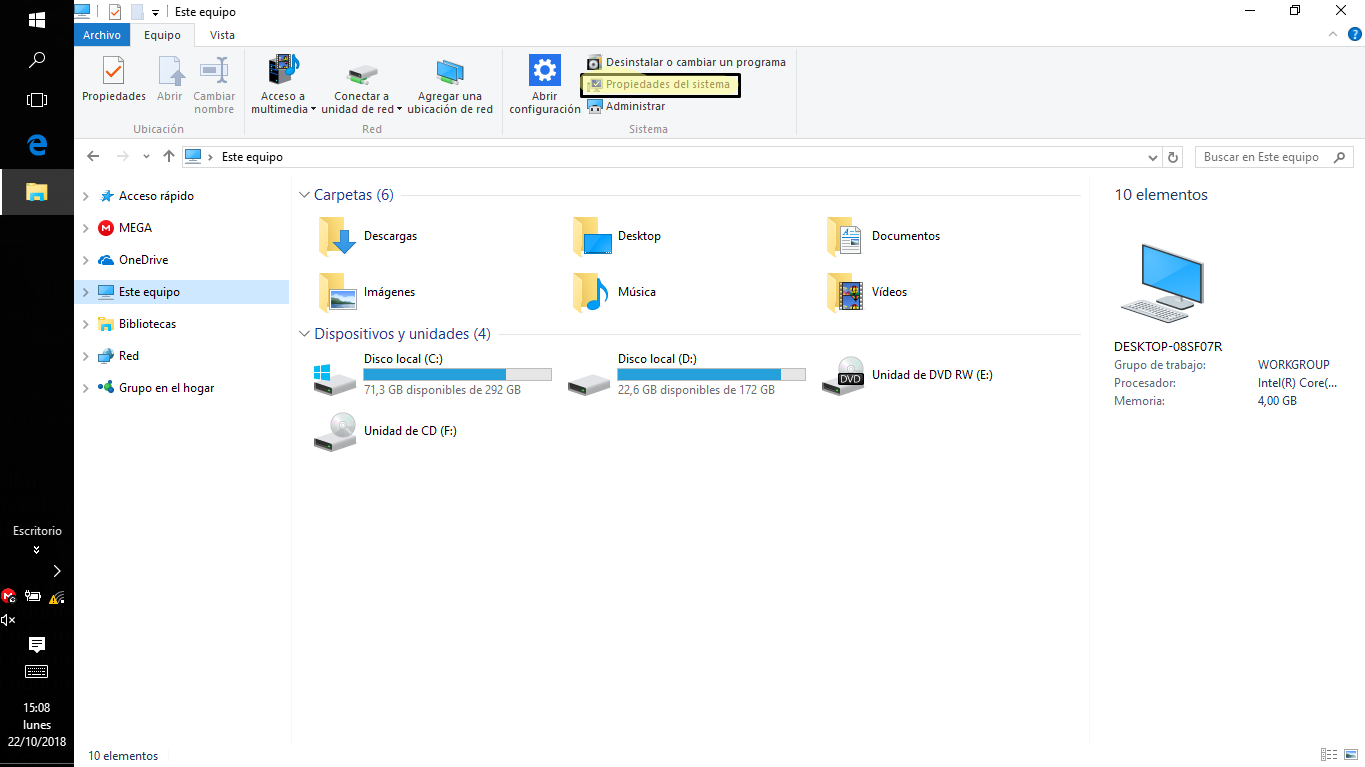 Este equipo
Archivo
Equipo
Vista
Propiedades
Abrir
Cambiar
nombre
Ubicación
Acceso a
multimedia
Conectar a
unidad de red
Agregar una
ubicación de red
Red
Abrir
configuración
Desinstalar o cambiar un programa
Propiedades del sistema
Administrar
Sistema
Este equipo
Buscar en Este equipo
Acceso rápido
MEGA
OneDrive
Este equipo
Bibliotecas
Red
Grupo en el hogar
Carpetas (6)
Descargas
Desktop
Documentos
Imágenes
Música
Vídeos
Dispositivos y unidades (4)
Disco local (C:)
71,3 GB disponibles de 292 GB
Disco local (D:)
22,6 GB disponibles de 172 GB
DVD
Unidad de DVD RW (E:)
Unidad de CD (F:)
10 elementos
DESKTOP-08SF07R
Grupo de trabajo: WORKGROUP
Procesador: Intel(R) Core(...
Memoria: 4,00 GB
Escritorio
15:08
lunes
22/10/2018
10 elementos